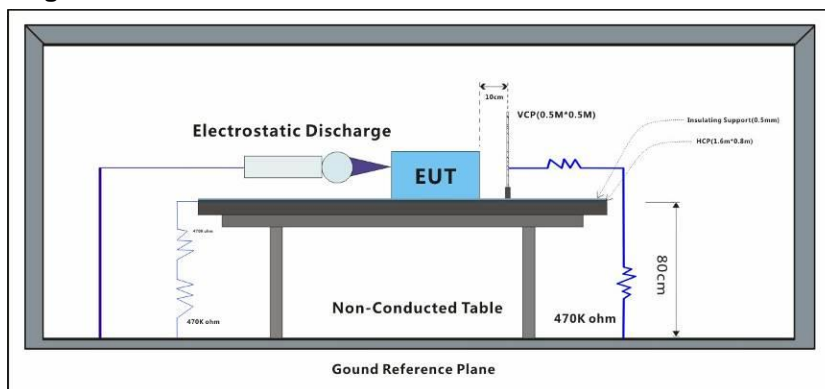 10cm
VCP(0.5M*0.5M)
Insulating Support(0.5mm)
Electrostatic Discharge
HCP(1.6m*0.8m)
EUT
470K ohm
80cm
Non-Conducted Table
470K ohm
470K ohm
Gound Reference Plane